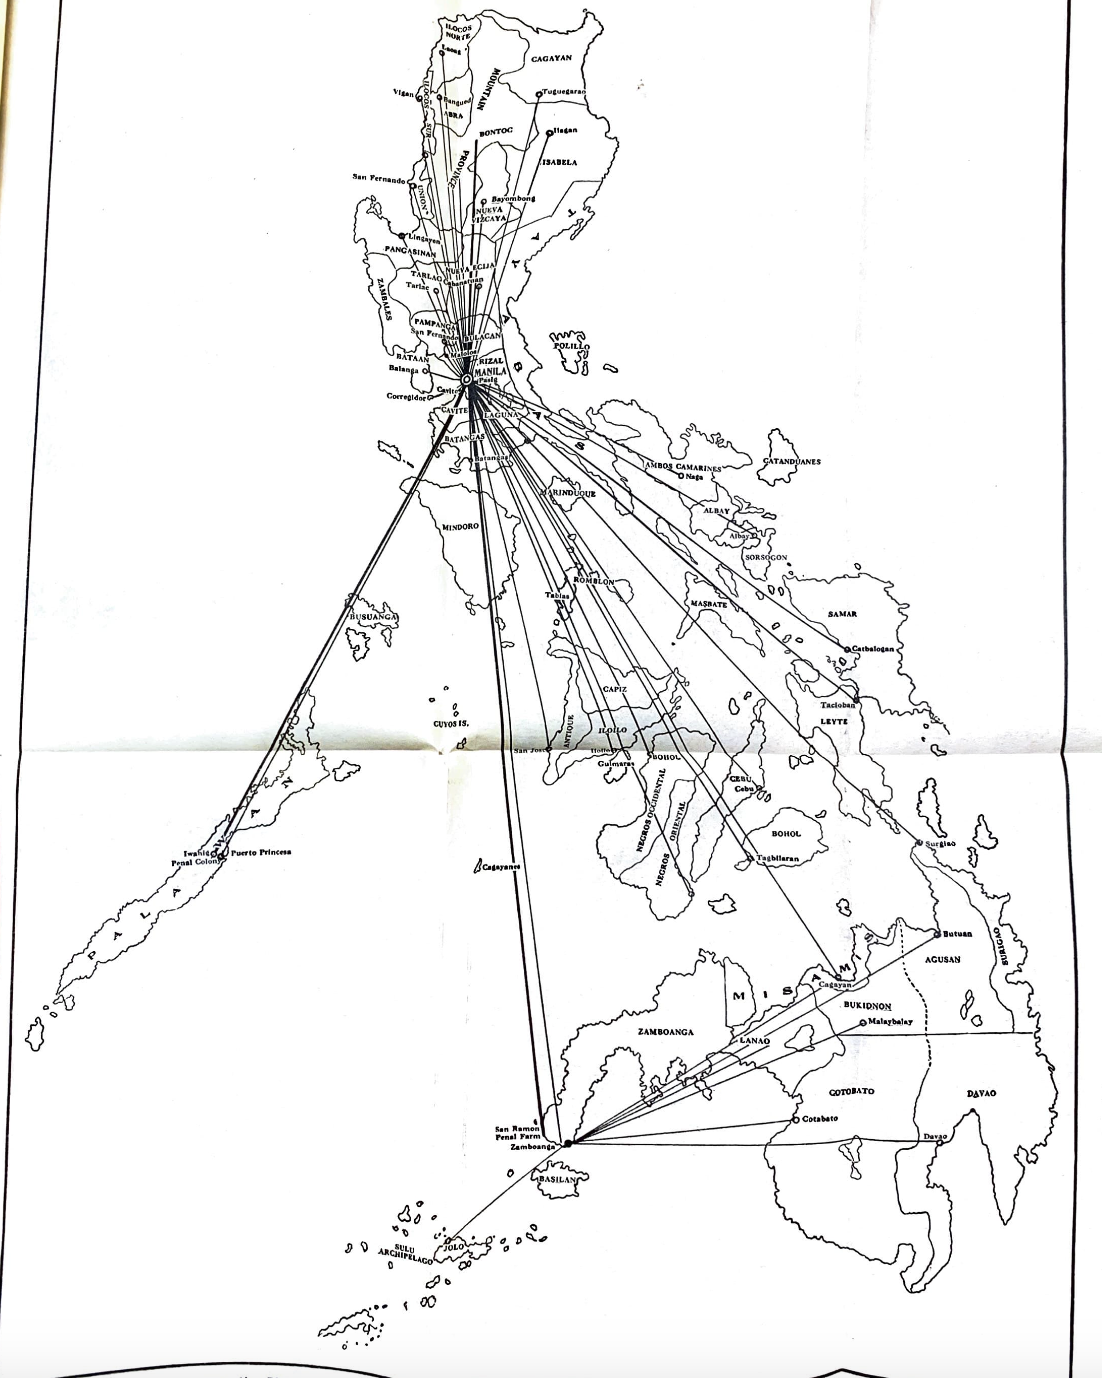 ILOCOS
NORTE
Laoag
CAGAYAN
MOUNTAIN
Vigan
Bangued
Tuguegarao
ILOCOS SUR
ABRA
BONTOC
Ilagan
PROVINCE
ISABELA
San Fernando
UNION
Bayombong
NUEVA
VIZCAYA
Lingayen
PANGASINAN
T A Y A B A S
NUEVA ECIJA
TARLAC
Cabanatuan
Tarlac
ZAMBALES
PAMPANGA
San Fernando
BULACAN
POLILLO
Malolos
BATAAN
RIZAL
Balanga
MANILA
Pasig
Cavite
Corregidor
CAVITE
LAGUNA
BATANGAS
Batangas
AMBOS CAMARINES
Naga
CATANDUANES
MARINDUQUE
ALBAY
MINDORO
Albay
SORSOGON
ROMBLON
Tablas
MASBATE
SAMAR
BUSUANGA
Catbalogan
CAPIZ
Tacloban
CUYOS IS.
LEYTE
ANTIQUE
ILOILO
San Jose
Iloilo
Guimaras
BOHOL
CEBU
Cebu
NEGROS OCCIDENTAL
NEGROS ORIENTAL
BOHOL
Iwahig
Penal Colony
Puerto Princesa
Tagbilaran
Surgiao
Cagayanes
P A L A W A N
Butuan
SURIGAO
AGUSAN
M I S A M I S
Cagayan
BUKIDNON
Malaybalay
ZAMBOANGA
LANAO
COTOBATO
DAVAO
San Ramon
Penal Farm
Zamboanga
Cotabato
Davao
BASILAN
SULU
ARCHIPELAGO
JOLO